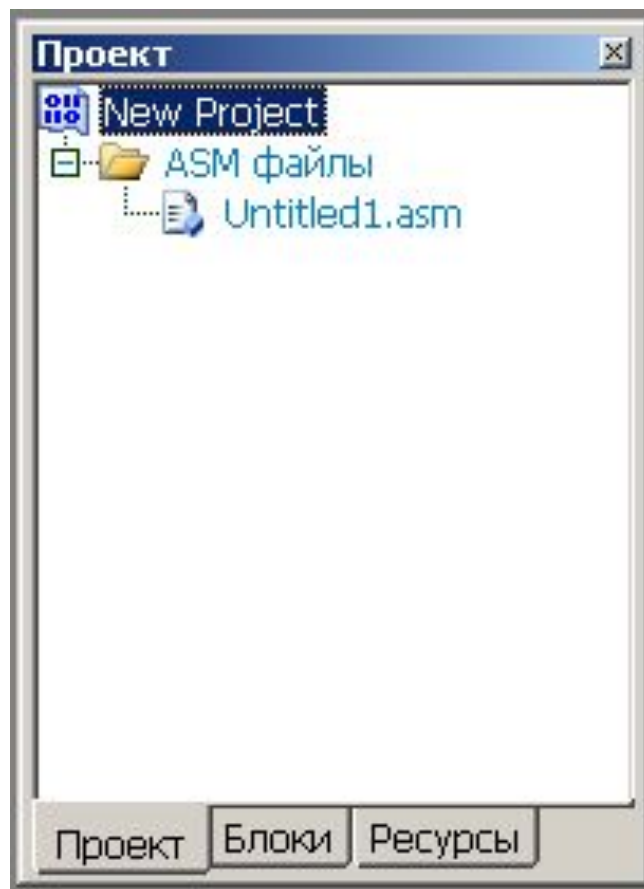 Проект
New Project
ASM файлы
Untitled1.asm
Проект Блоки Ресурсы